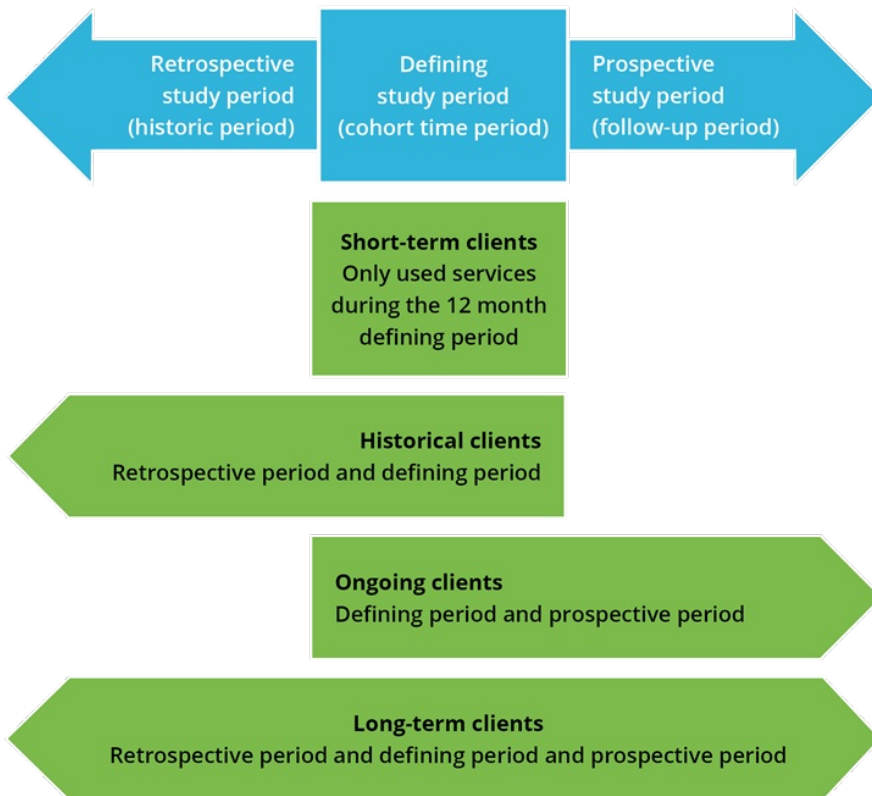 Retrospective
study period
(historic period)
Defining
study period
(cohort time period)
Prospective
study period
(follow-up period)
Short-term clients
Only used services
during the 12 month
defining period
Historical clients
Retrospective period and defining period
Ongoing clients
Defining period and prospective period
Long-term clients
Retrospective period and defining period and prospective period